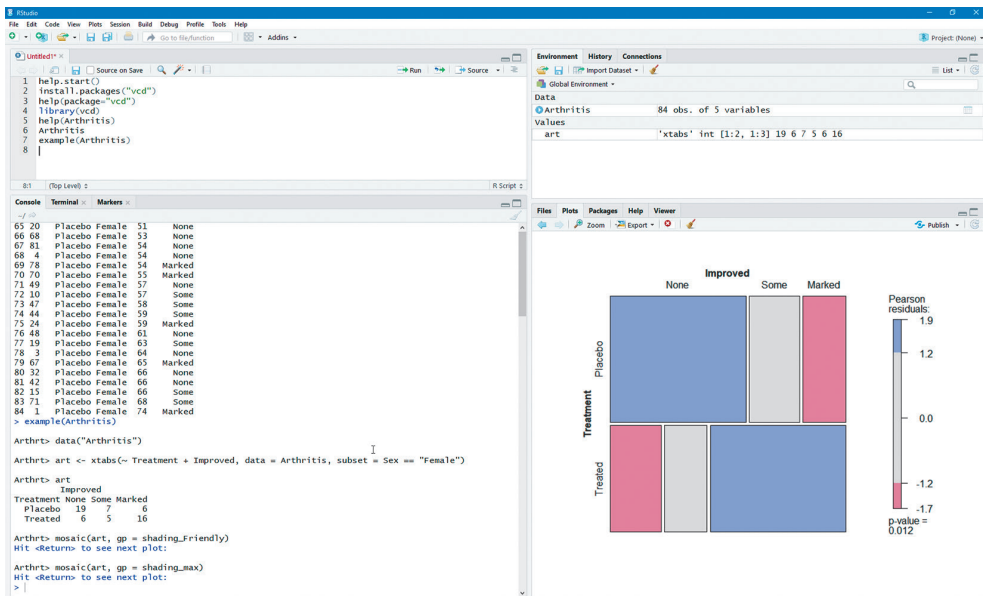 RStudio
File Edit Code View Plots Session Build Debug Profile Tools Help
Go to file/function Addins Project: (None)
Untitled1*
Source on Save Run Source
1 help.start()
2 install.packages("vcd")
3 help(package="vcd")
4 library(vcd)
5 help(Arthritis)
6 Arthritis
7 example(Arthritis)
8
8:1 (Top Level) R Script
Console Terminal Markers
~/
65 20 Placebo Female 51 None
66 68 Placebo Female 53 None
67 81 Placebo Female 54 None
68 4 Placebo Female 54 None
69 78 Placebo Female 54 Marked
70 70 Placebo Female 55 Marked
71 49 Placebo Female 57 None
72 10 Placebo Female 57 Some
73 47 Placebo Female 58 Some
74 44 Placebo Female 59 Some
75 24 Placebo Female 59 Marked
76 48 Placebo Female 61 None
77 19 Placebo Female 63 Some
78 3 Placebo Female 64 None
79 67 Placebo Female 65 Marked
80 32 Placebo Female 66 None
81 42 Placebo Female 66 None
82 15 Placebo Female 66 Some
83 71 Placebo Female 68 Some
84 1 Placebo Female 74 Marked
> example(Arthritis)
Arthrt> data("Arthritis")
Arthrt> art <- xtabs(~ Treatment + Improved, data = Arthritis, subset = Sex == "Female")
Arthrt> art
Improved
Treatment None Some Marked
Placebo 19 7 6
Treated 6 5 16
Arthrt> mosaic(art, gp = shading_Friendly)
Hit <Return> to see next plot:
Arthrt> mosaic(art, gp = shading_max)
Hit <Return> to see next plot:
>
Environment History Connections
Import Dataset List
Global Environment
Data
Arthritis 84 obs. of 5 variables
Values
art 'xtabs' int [1:2, 1:3] 19 6 7 5 6 16
Files Plots Packages Help Viewer
Zoom Export Publish
Improved
None Some Marked
Treatment
Placebo
Treated
Pearson
residuals:
1.9
1.2
0.0
-1.2
-1.7
p-value =
0.012